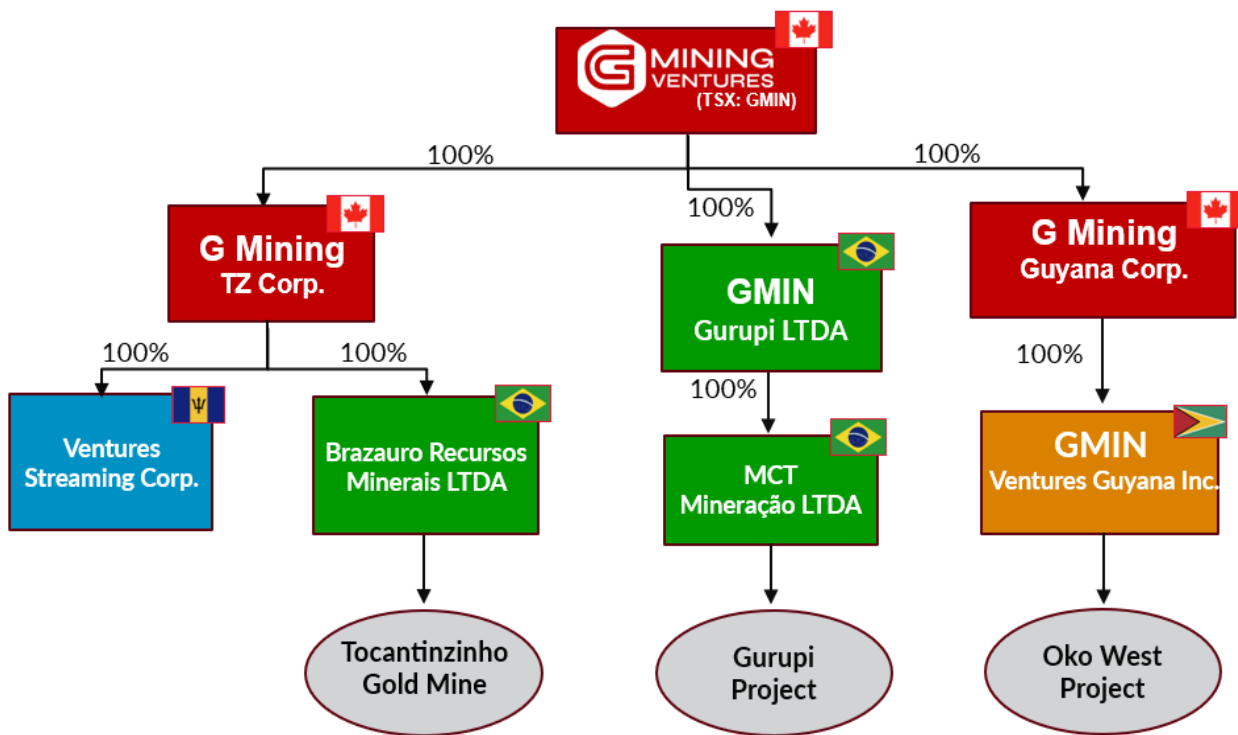 G MINING
VENTURES
(TSX: GMIN)
100%
100%
100%
G Mining
TZ Corp.
GMIN
Gurupi LTDA
G Mining
Guyana Corp.
100%
100%
100%
100%
Ventures
Streaming Corp.
Brazauro Recursos
Minerais LTDA
MCT
Mineração LTDA
GMIN
Ventures Guyana Inc.
Tocantinzinho
Gold Mine
Gurupi
Project
Oko West
Project